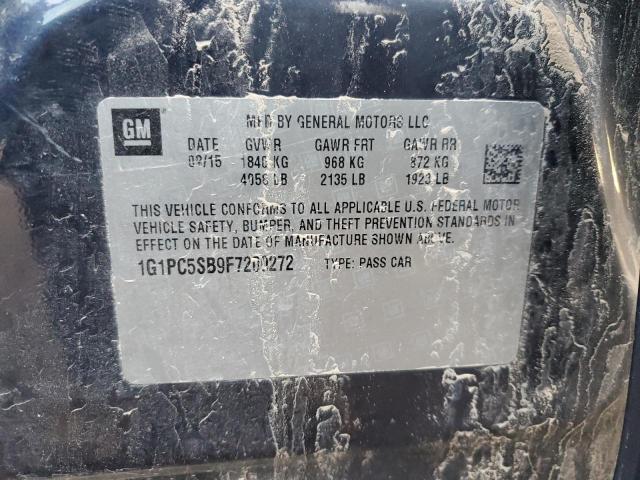 GM
MFD BY GENERAL MOTORS LLC
DATE GVWR GAWR FRT GAWR RR
1840 KG 968 KG 872 KG
4056 LB 2135 LB 1923 LB
THIS VEHICLE CONFORMS TO ALL APPLICABLE U.S. FEDERAL MOTOR
VEHICLE SAFETY, BUMPER, AND THEFT PREVENTION STANDARDS IN
EFFECT ON THE DATE OF MANUFACTURE SHOWN ABOVE.
1G1PC5SB9F7200272 TYPE: PASS CAR